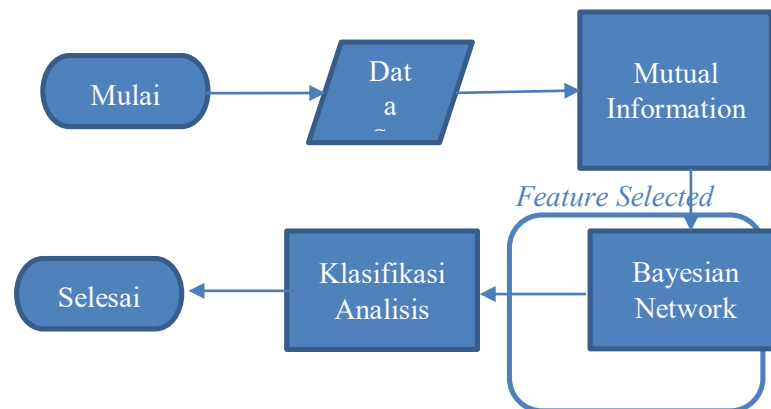 Mulai
Dat
a
Mutual
Information
Feature Selected
Bayesian
Network
Klasifikasi
Analisis
Selesai